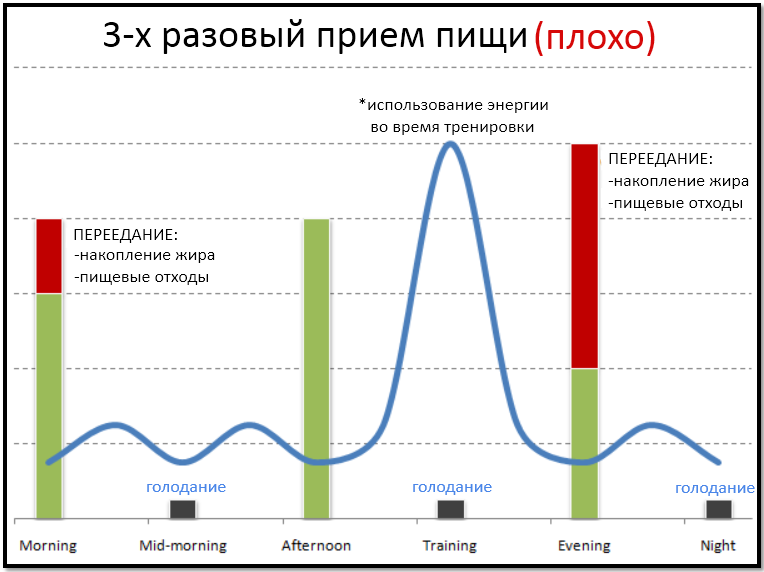 3-х разовый прием пищи (плохо)
*использование энергии
во время тренировки
ПЕРЕЕДАНИЕ:
-накопление жира
-пищевые отходы
ПЕРЕЕДАНИЕ:
-накопление жира
-пищевые отходы
голодание
голодание
голодание
Morning
Mid-morning
Afternoon
Training
Evening
Night